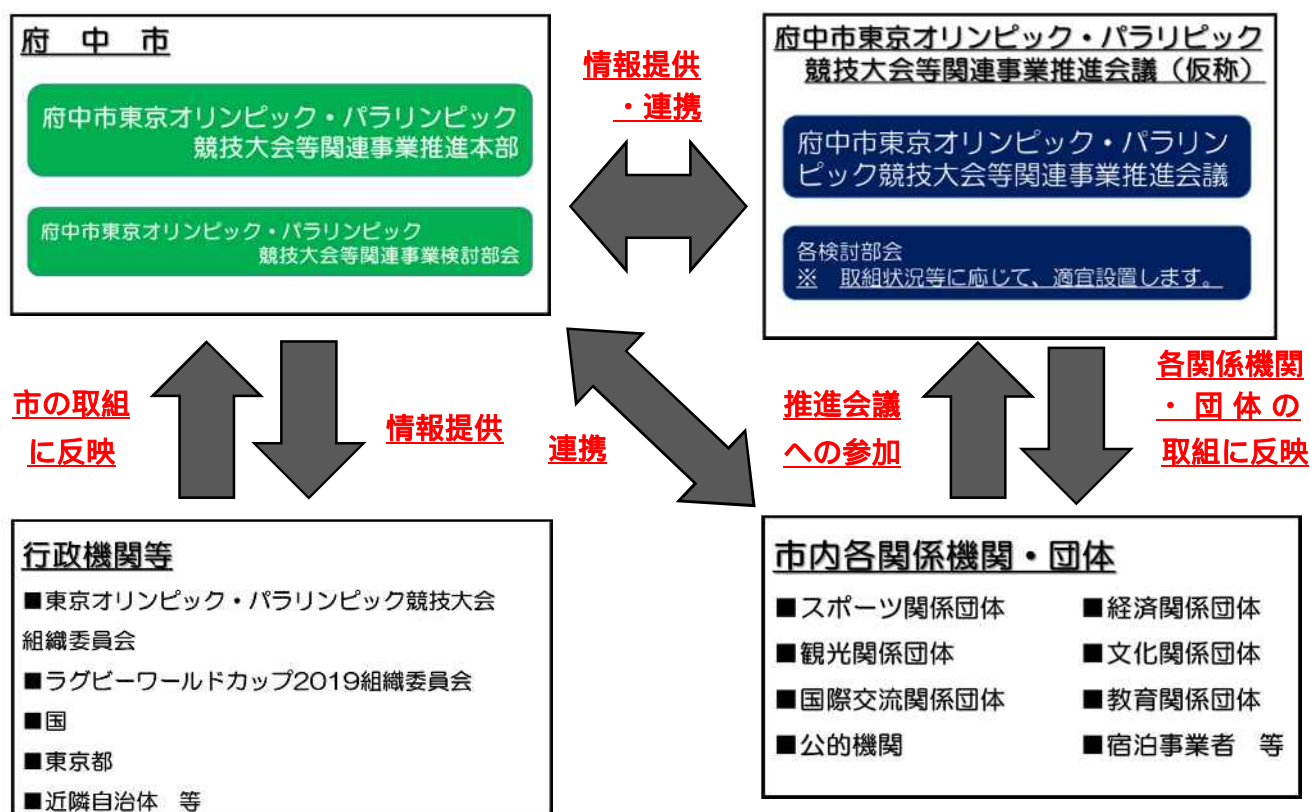 府 中 市
府中市東京オリンピック・パラリンピック
競技大会等関連事業推進本部
府中市東京オリンピック・パラリンピック
競技大会等関連事業検討部会
情報提供
・連携
府中市東京オリンピック・パラリピック
競技大会等関連事業推進会議（仮称）
府中市東京オリンピック・パラリン
ピック競技大会等関連事業推進会議
各検討部会
※ 取組状況等に応じて、適宜設置します。
市の取組
に反映
情報提供
連携
推進会議
への参加
各関係機関
・団体の
取組に反映
行政機関等
■東京オリンピック・パラリンピック競技大会
組織委員会
■ラグビーワールドカップ2019組織委員会
■国
■東京都
■近隣自治体 等
市内各関係機関・団体
■スポーツ関係団体 ■経済関係団体
■観光関係団体 ■文化関係団体
■国際交流関係団体 ■教育関係団体
■公的機関 ■宿泊事業者 等